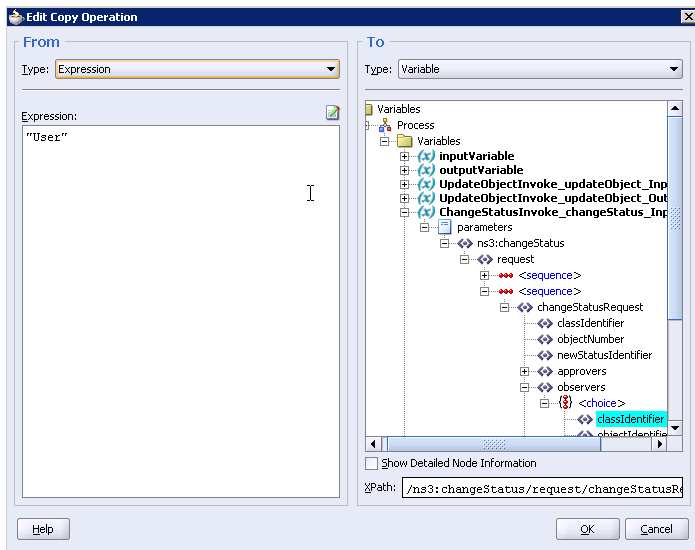 Edit Copy Operation
From
Type: Expression
Expression:
"User"
To
Type: Variable
Variables
Process
Variables
inputVariable
outputVariable
UpdateObjectInvoke_updateObject_Inp
UpdateObjectInvoke_updateObject_Out
ChangeStatusInvoke_changeStatus_Inp
parameters
ns3:changeStatus
request
<sequence>
<sequence>
changeStatusRequest
classIdentifier
objectNumber
newStatusIdentifier
approvers
observers
<choice>
classIdentifier
objectIdentifie
Show Detailed Node Information
XPath: /ns3:changeStatus/request/changeStatusRe
Help
OK
Cancel